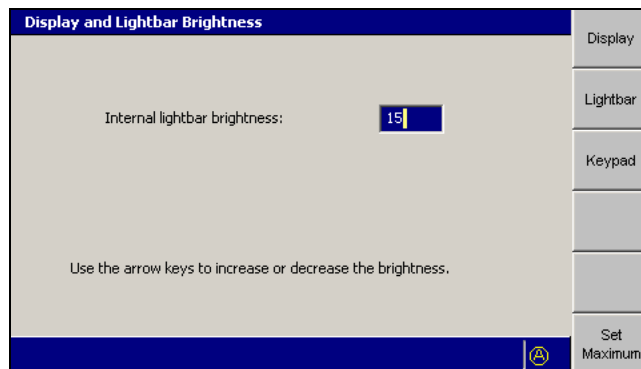 Display and Lightbar Brightness
Display
Lightbar
Internal lightbar brightness:
15
Keypad
Use the arrow keys to increase or decrease the brightness.
Set
Maximum
A